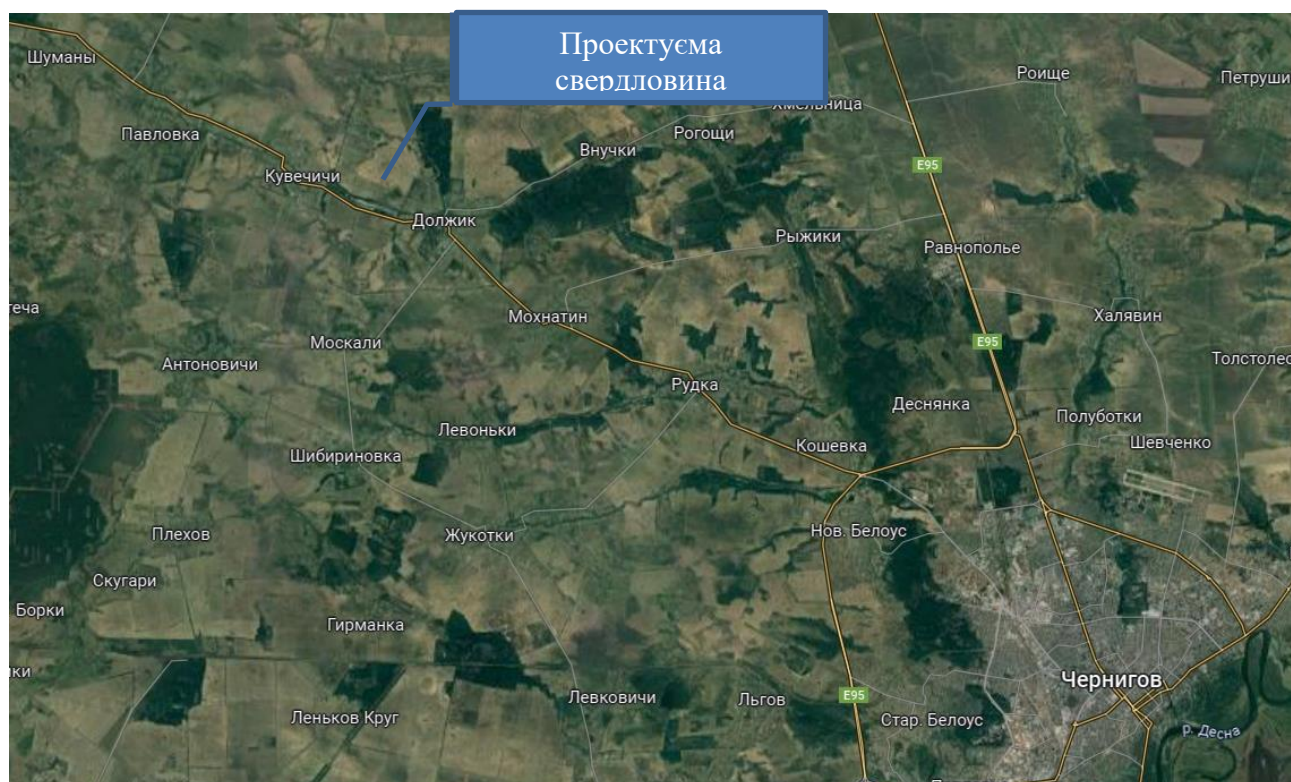 Проектуєма
свердловина
Шуманы
Роище
Петруши
Хмельница
Павловка
Рогощи
Внучки
E95
Кувечичи
Должик
Рыжики
Равнополье
теча
Мохнатин
Халявин
Москали
E95
Антоновичи
Толстолес
Рудка
Деснянка
Полуботки
Левоньки
Кошевка
Шевченко
Шибириновка
Плехов
Жукотки
Нов. Белоус
Скугари
Борки
Гирманка
ики
Чернигов
Левковичи
Льгов
E95
Леньков Круг
Стар. Белоус
р. Десна